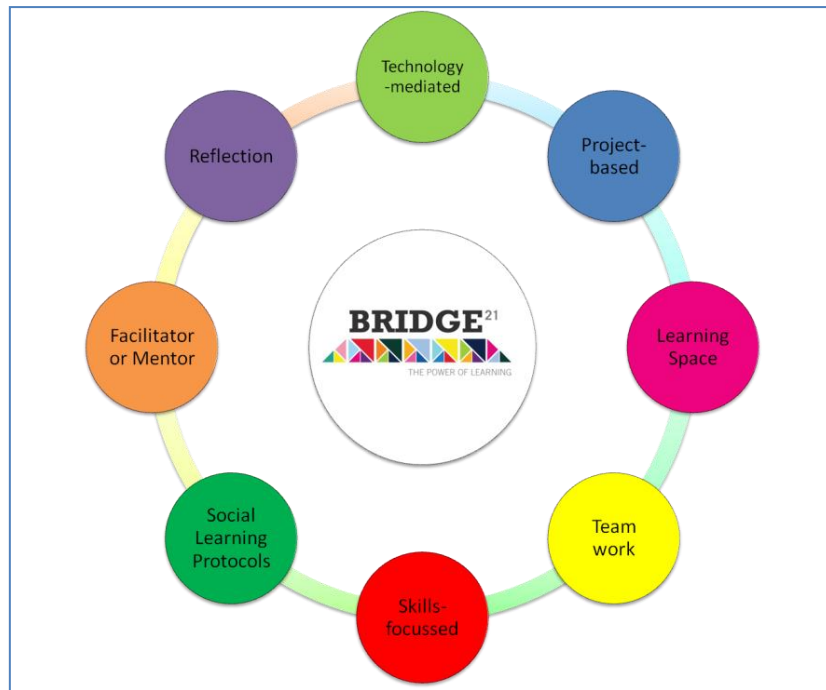 Technology
-mediated
Project-
based
Learning
Space
Team
work
Skills-
focussed
Social
Learning
Protocols
Facilitator
or Mentor
Reflection
BRIDGE21
THE POWER OF LEARNING